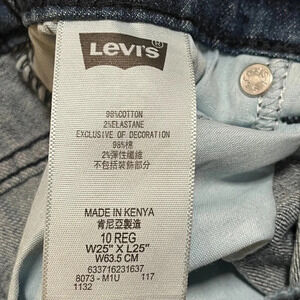 LEVI'S
98%COTTON
2%ELASTANE
EXCLUSIVE OF DECORATION
98%棉
2%彈性纖維
不包括裝飾部分
MADE IN KENYA
肯尼亞製造
10 REG
W25" X L25"
W63.5 CM
633716231637
8073 - M1U 117
1132